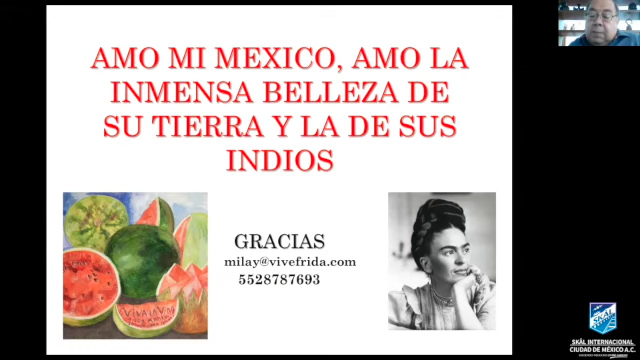 AMO MI MEXICO, AMO LA
INMENSA BELLEZA DE
SU TIERRA Y LA DE SUS
INDIOS
GRACIAS
milay@vivefrida.com
5528787693
VIVA LA VIDA
SKÅL
SKÅL INTERNACIONAL
CIUDAD DE MÉXICO A.C.